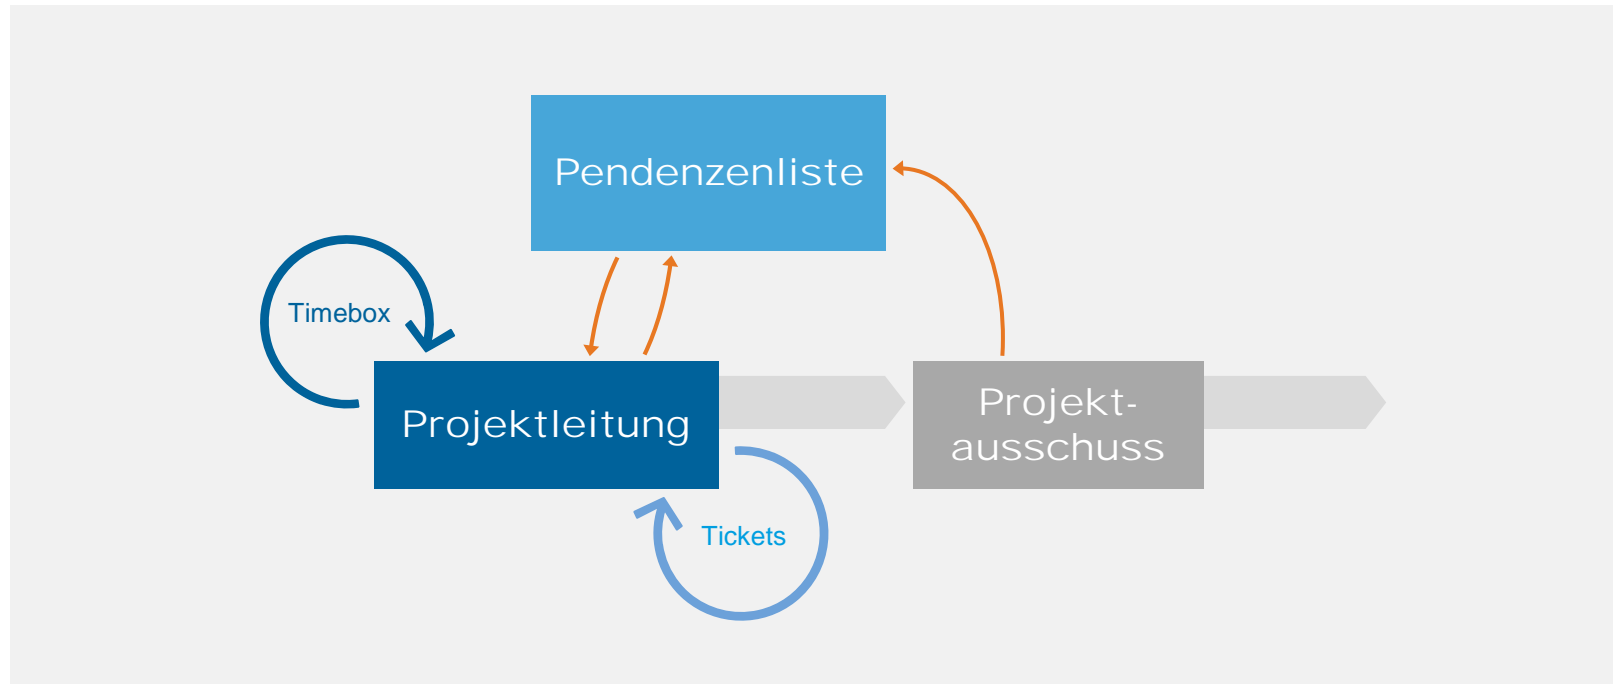 Pendenzenliste
Timebox
Projektleitung
Projekt-
ausschuss
Tickets